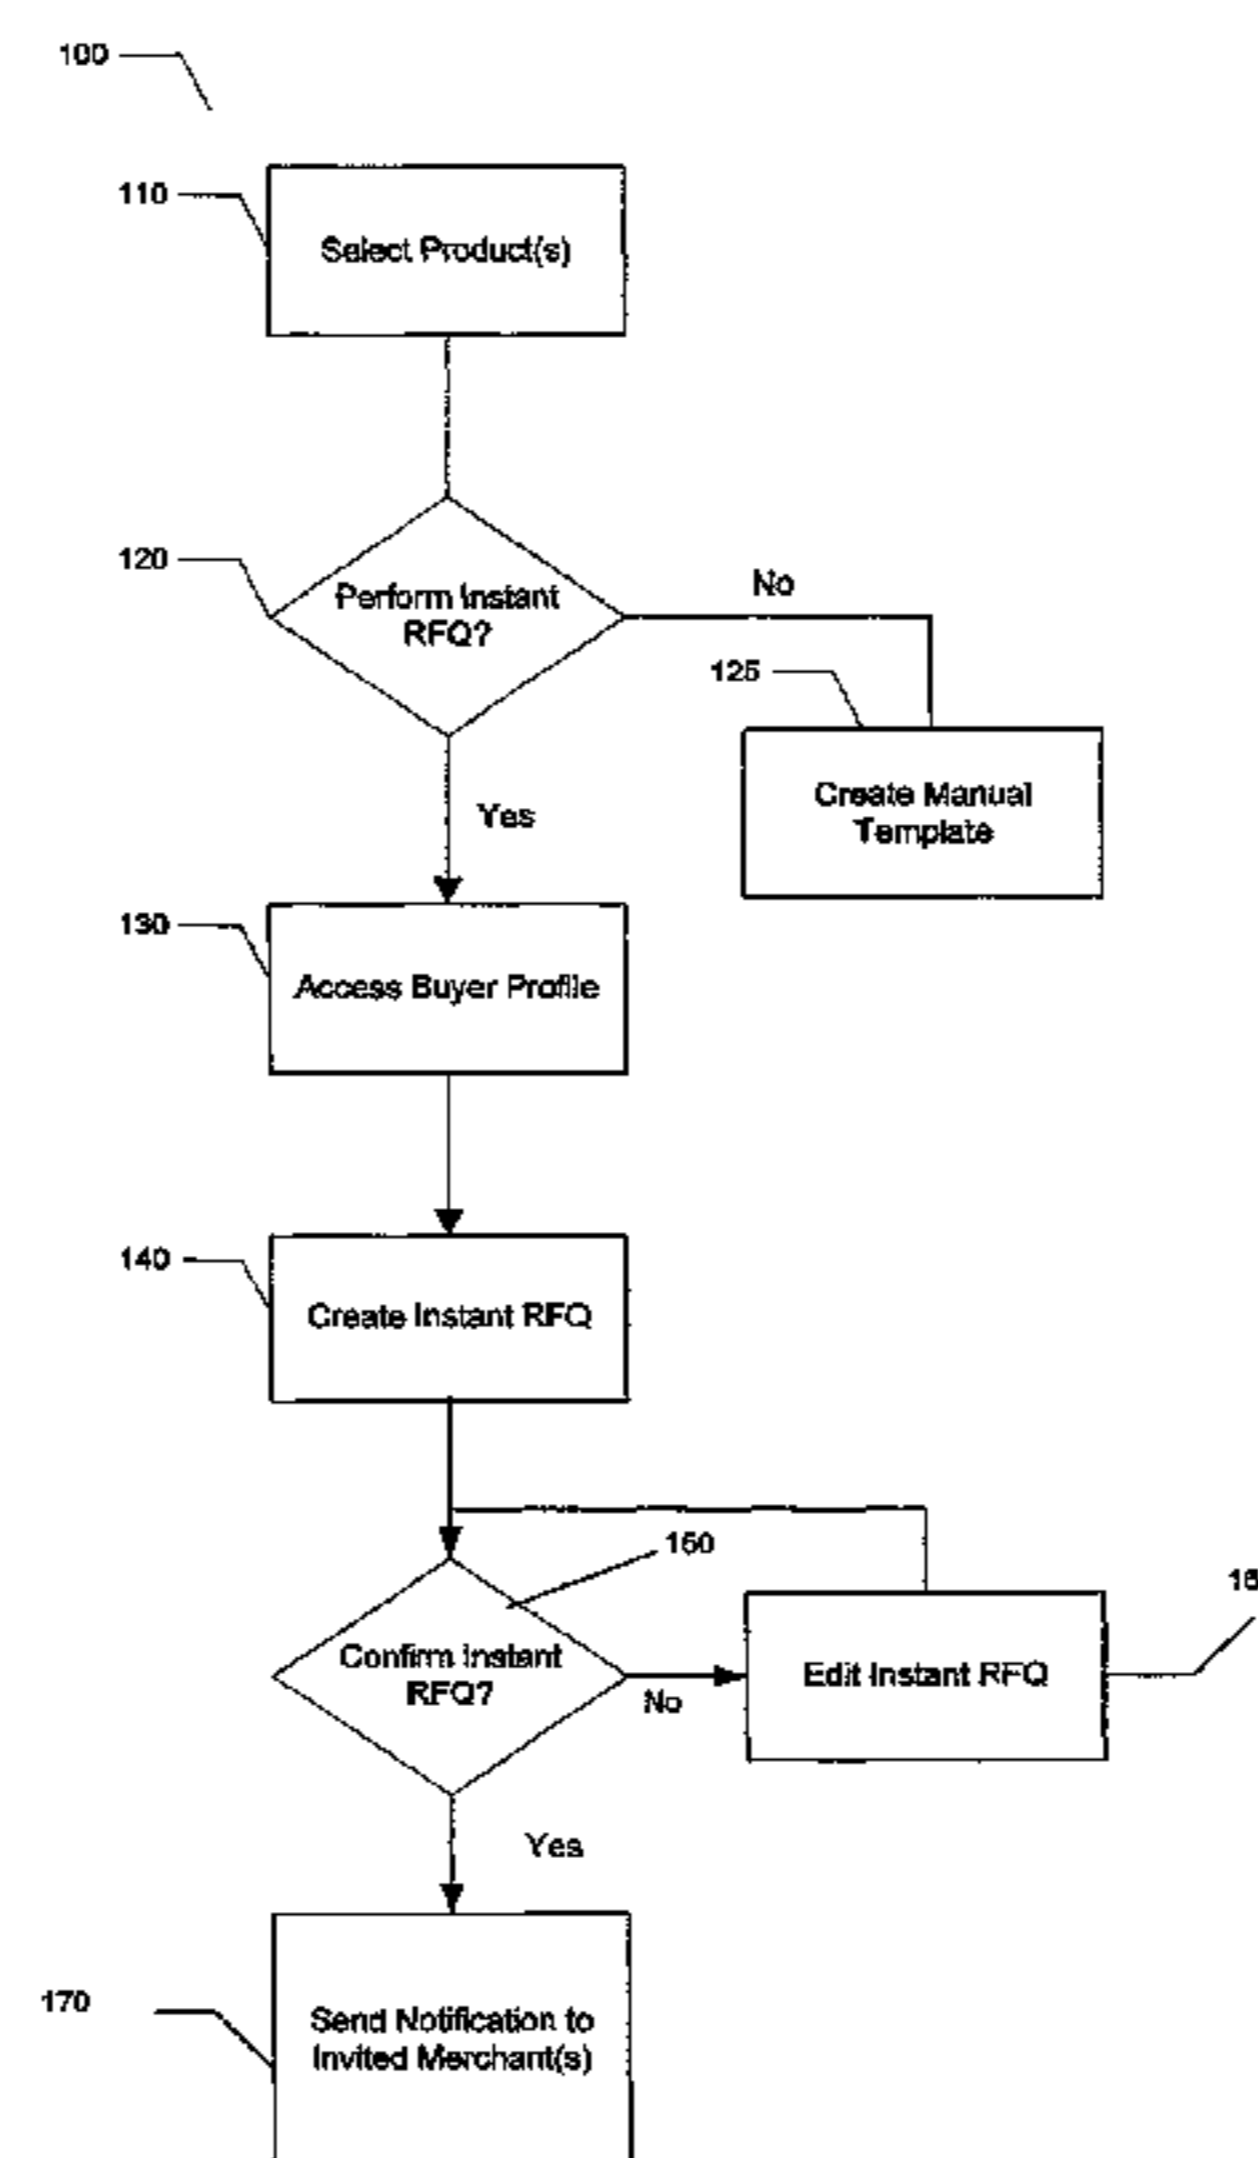 100
110
Select Product(s)
120
Perform Instant
RFQ?
No
125
Create Manual
Template
Yes
130
Access Buyer Profile
140
Create Instant RFQ
150
Confirm Instant
RFQ?
No
Edit Instant RFQ
Yes
170
Send Notification to
Invited Merchant(s)